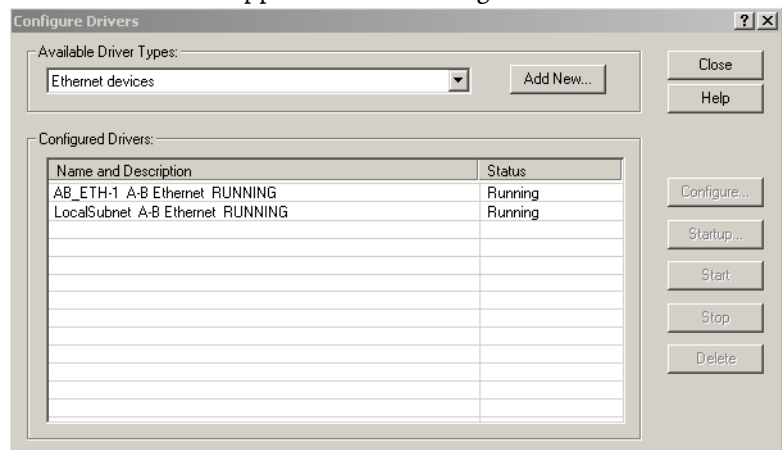 Configure Drivers
? ×
Available Driver Types:
Ethernet devices
Add New...
Close
Help
Configured Drivers:
Name and Description Status
AB_ETH-1 A-B Ethernet RUNNING Running
LocalSubnet A-B Ethernet RUNNING Running
Configure...
Startup...
Start
Stop
Delete